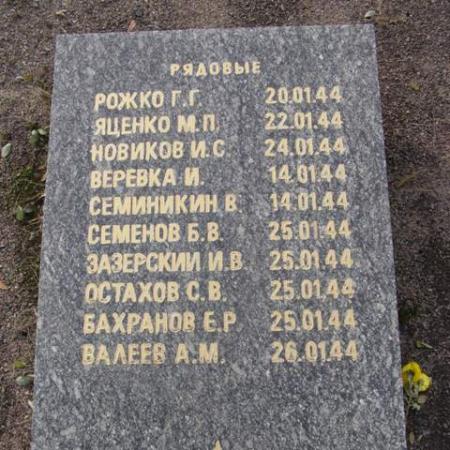 РЯДОВЫЕ
РОЖКО Г.Г. 20.01.44
ЯЦЕНКО М.П. 22.01.44
НОВИКОВ И.С. 24.01.44
ВЕРЕВКА И. 14.01.44
СЕМИНИКИН В. 14.01.44
СЕМЕНОВ Б.В. 25.01.44
ЗАЗЕРСКИЙ И.В. 25.01.44
ОСТАХОВ С.В. 25.01.44
БАХРАНОВ Е.Р. 25.01.44
ВАЛЕЕВ А.М. 26.01.44